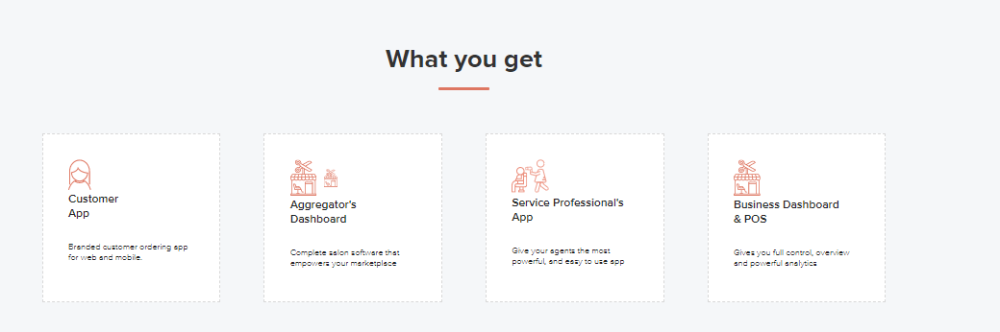 What you get
Customer
App
Branded customer ordering app
for web and mobile.
Aggregator's
Dashboard
Complete salon software that
empowers your marketplace
Service Professional's
App
Give your agents the most
powerful, and easy to use app
Business Dashboard
& POS
Gives you full control, overview
and powerful analytics